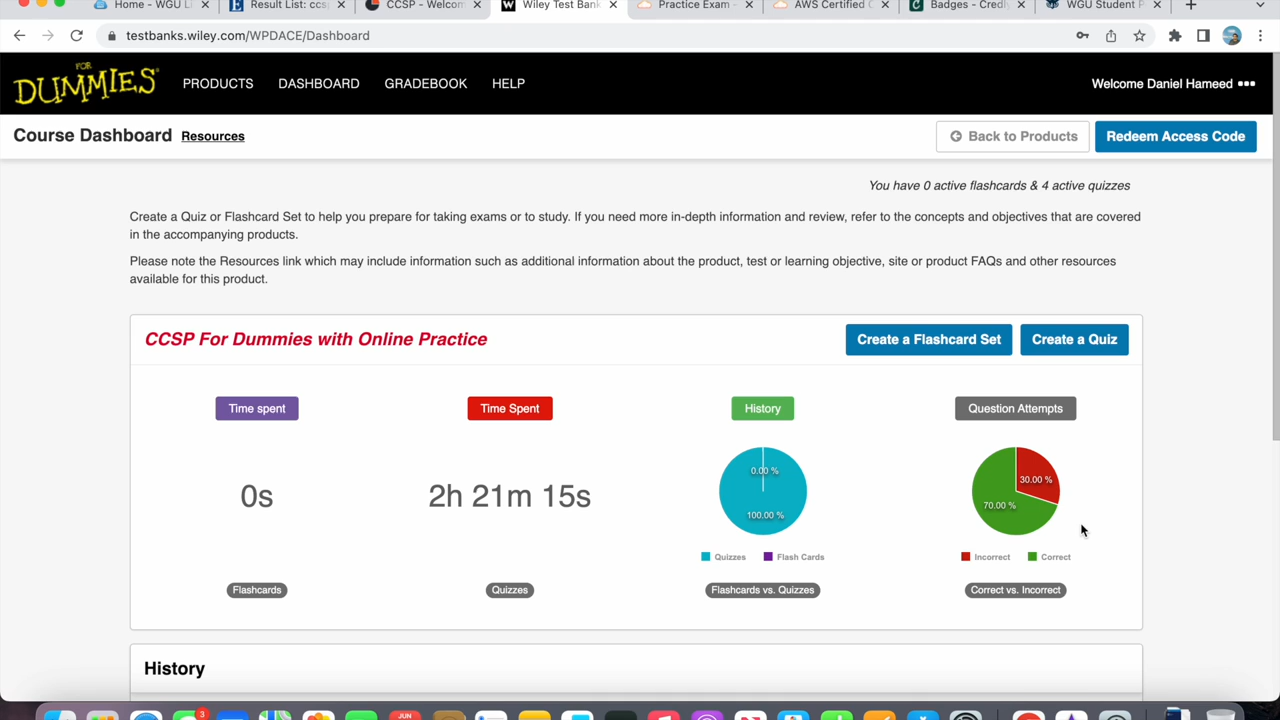 Home - WGU L
Result List: ccs
CCSP - Welcom
Wiley Test Bank
Practice Exam -
AWS Certified C
Badges - Credly
WGU Student P
testbanks.wiley.com/WPDACE/Dashboard
FOR
DUMMIES
PRODUCTS
DASHBOARD
GRADEBOOK
HELP
Welcome Daniel Hameed
Course Dashboard
Resources
Back to Products
Redeem Access Code
You have 0 active flashcards & 4 active quizzes
Create a Quiz or Flashcard Set to help you prepare for taking exams or to study. If you need more in-depth information and review, refer to the concepts and objectives that are covered
in the accompanying products.
Please note the Resources link which may include information such as additional information about the product, test or learning objective, site or product FAQs and other resources
available for this product.
CCSP For Dummies with Online Practice
Create a Flashcard Set
Create a Quiz
Time spent
Time Spent
History
Question Attempts
0s
2h 21m 15s
0.00 %
100.00 %
30.00 %
70.00 %
Quizzes
Flash Cards
Incorrect
Correct
Flashcards
Quizzes
Flashcards vs. Quizzes
Correct vs. Incorrect
History
3
JUN